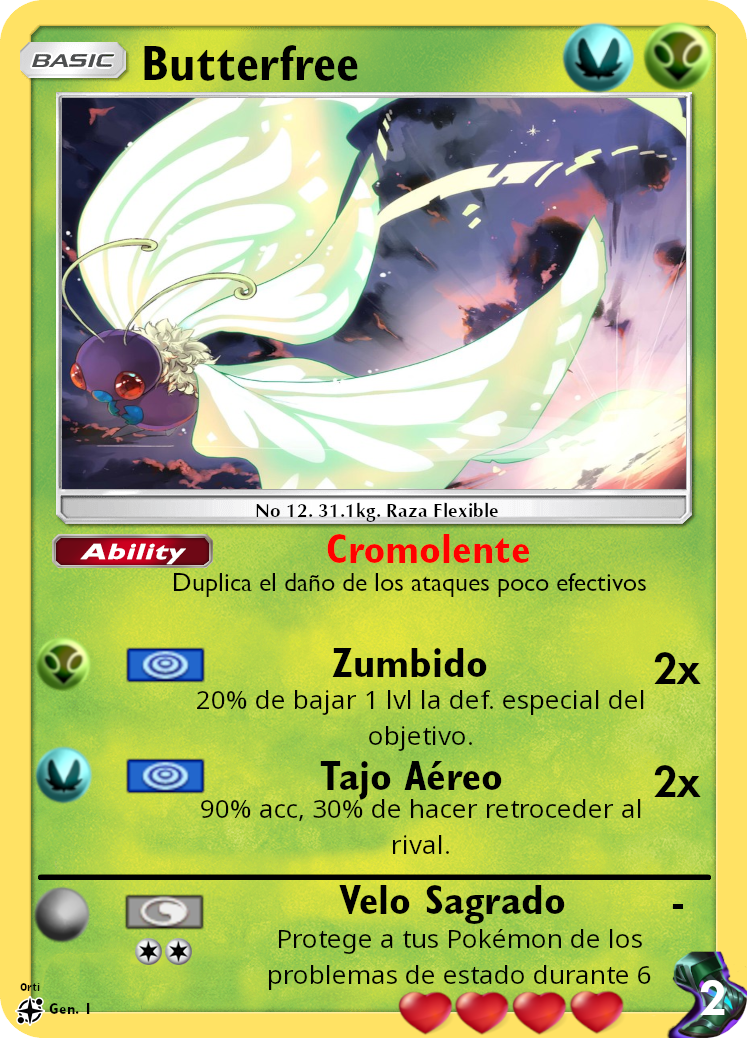 BASIC Butterfree
No 12. 31.1kg. Raza Flexible
Ability Cromolente
Duplica el daño de los ataques poco efectivos
Zumbido 2x
20% de bajar 1 lvl la def. especial del
objetivo.
Tajo Aéreo 2x
90% acc, 30% de hacer retroceder al
rival.
Velo Sagrado -
Protege a tus Pokémon de los
problemas de estado durante 6
Orti
Gen. I
2